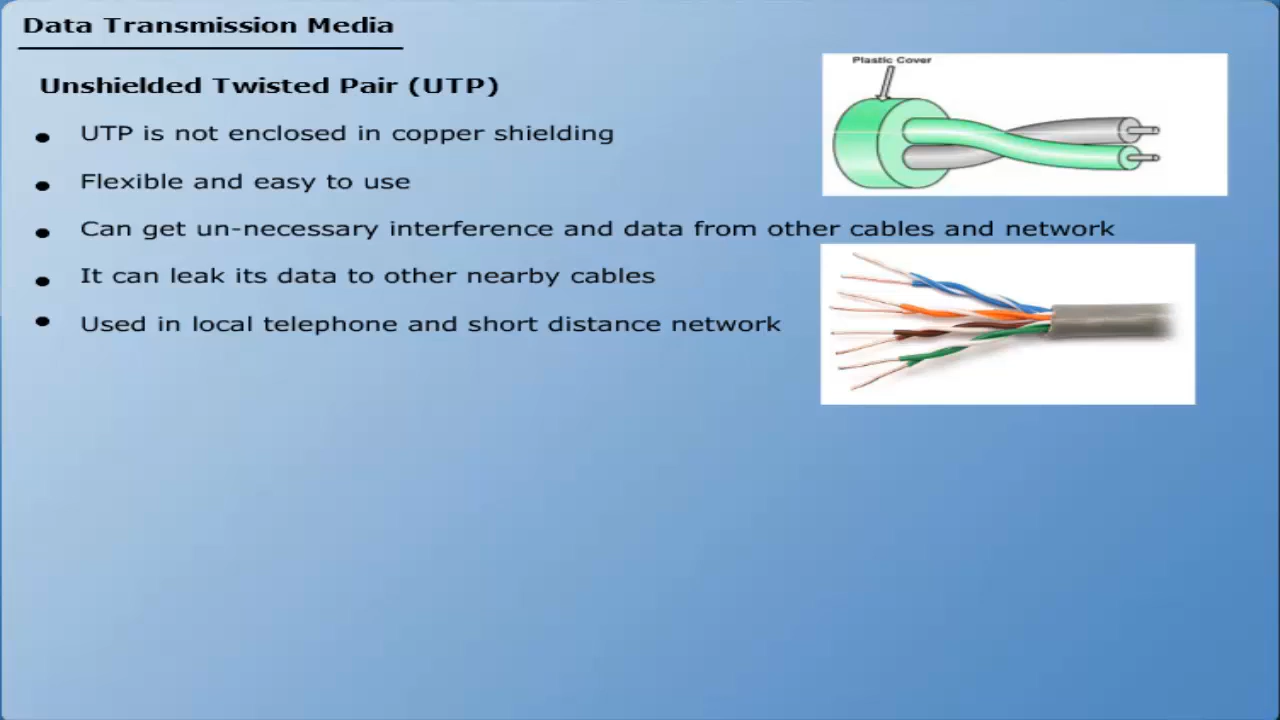 Data Transmission Media
Unshielded Twisted Pair (UTP)
Plastic Cover
UTP is not enclosed in copper shielding
Flexible and easy to use
Can get un-necessary interference and data from other cables and network
It can leak its data to other nearby cables
Used in local telephone and short distance network